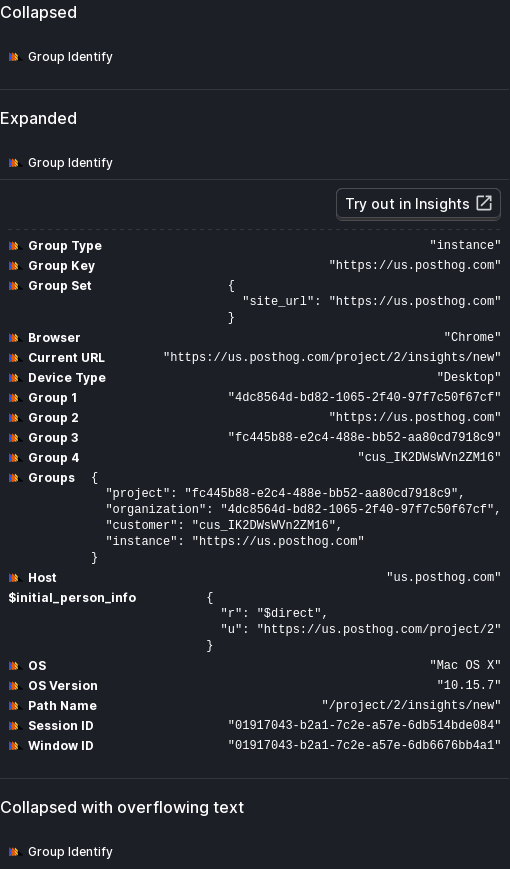 Collapsed
Group Identify
Expanded
Group Identify
Try out in Insights
Group Type "instance"
Group Key "https://us.posthog.com"
Group Set {
"site_url": "https://us.posthog.com"
}
Browser "Chrome"
Current URL "https://us.posthog.com/project/2/insights/new"
Device Type "Desktop"
Group 1 "4dc8564d-bd82-1065-2f40-97f7c50f67cf"
Group 2 "https://us.posthog.com"
Group 3 "fc445b88-e2c4-488e-bb52-aa80cd7918c9"
Group 4 "cus_IK2DWsWVn2ZM16"
Groups {
"project": "fc445b88-e2c4-488e-bb52-aa80cd7918c9",
"organization": "4dc8564d-bd82-1065-2f40-97f7c50f67cf",
"customer": "cus_IK2DWsWVn2ZM16",
"instance": "https://us.posthog.com"
}
Host "us.posthog.com"
$initial_person_info {
"r": "$direct",
"u": "https://us.posthog.com/project/2"
}
OS "Mac OS X"
OS Version "10.15.7"
Path Name "/project/2/insights/new"
Session ID "01917043-b2a1-7c2e-a57e-6db514bde084"
Window ID "01917043-b2a1-7c2e-a57e-6db6676bb4a1"
Collapsed with overflowing text
Group Identify